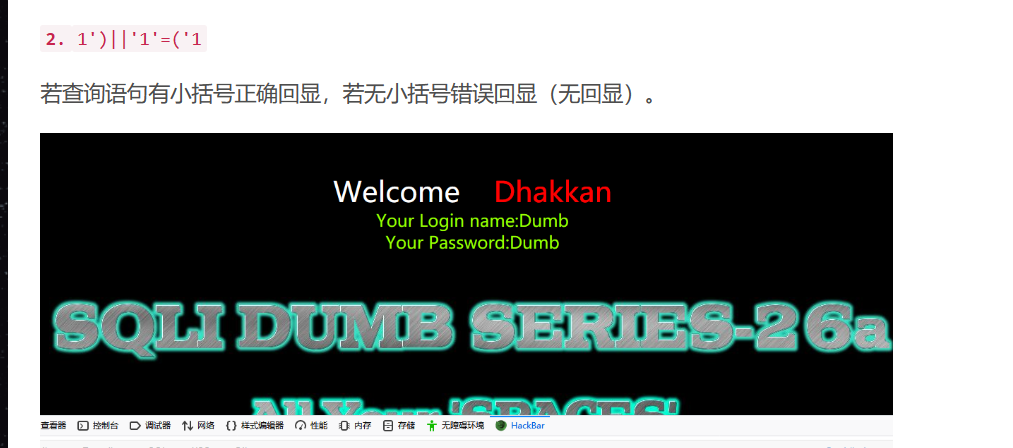 2. 1')||'1'=('1
若查询语句有小括号正确回显，若无小括号错误回显（无回显）。
Welcome Dhakkan
Your Login name:Dumb
Your Password:Dumb
SQLI DUMB SERIES-26a
All Your 'SPACES'
查看器 控制台 调试器 网络 样式编辑器 性能 内存 存储 无障碍环境 HackBar